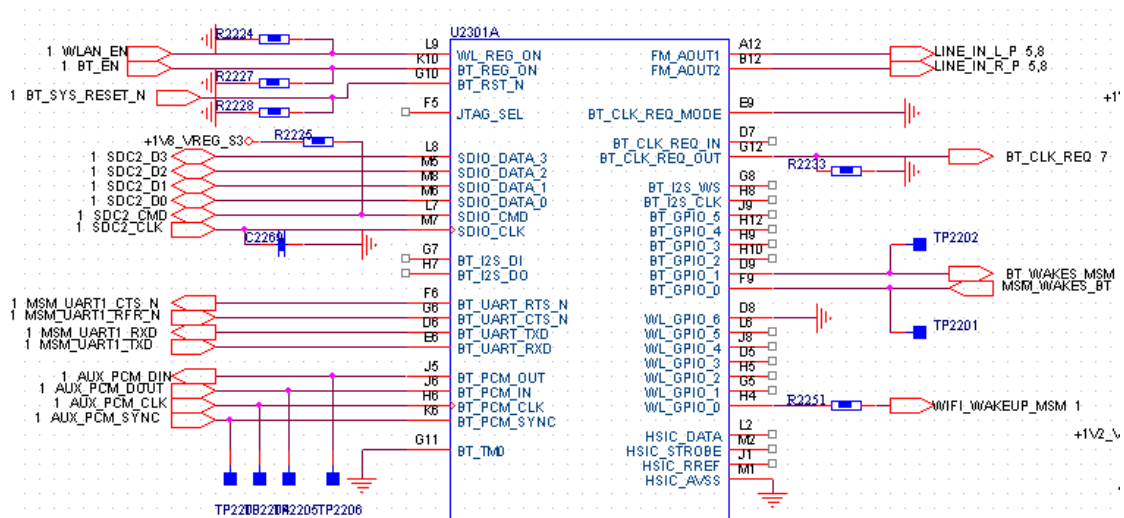 U2301A
R2224
1 WLAN_EN L9 WL_REG_ON
1 BT_EN K10 BT_REG_ON
R2227 G10 BT_RST_N
1 BT_SYS_RESET_N
R2228 F5 JTAG_SEL
+1V8_VREG_S3 R2225
1 SDC2_D3 L8 SDIO_DATA_3
1 SDC2_D2 M5 SDIO_DATA_2
1 SDC2_D1 M8 SDIO_DATA_1
1 SDC2_D0 M6 SDIO_DATA_0
1 SDC2_CMD L7 SDIO_CMD
1 SDC2_CLK M7 SDIO_CLK
C2269
G7 BT_I2S_DI
H7 BT_I2S_DO
1 MSM_UART1_CTS_N F6 BT_UART_RTS_N
1 MSM_UART1_RFR_N G6 BT_UART_CTS_N
1 MSM_UART1_RXD D6 BT_UART_TXD
1 MSM_UART1_TXD E6 BT_UART_RXD
1 AUX_PCM_DIN J5 BT_PCM_OUT
1 AUX_PCM_DOUT J6 BT_PCM_IN
1 AUX_PCM_CLK H6 BT_PCM_CLK
1 AUX_PCM_SYNC K6 BT_PCM_SYNC
G11 BT_TM0
TP2205 TP2206
FM_AOUT1 A12 LINE_IN_L_P 5,8
FM_AOUT2 B12 LINE_IN_R_P 5,8
BT_CLK_REQ_MODE E9
BT_CLK_REQ_IN D7
BT_CLK_REQ_OUT G12 BT_CLK_REQ 7
R2233
BT_I2S_WS G8
BT_I2S_CLK H8
BT_GPIO_5 J9
BT_GPIO_4 H12
BT_GPIO_3 H9
BT_GPIO_2 H10
TP2202
BT_GPIO_1 D9 BT_WAKES_MSM
BT_GPIO_0 F9 MSM_WAKES_BT
WL_GPIO_6 D8
WL_GPIO_5 L6
TP2201
WL_GPIO_4 J8
WL_GPIO_3 D5
WL_GPIO_2 H5
WL_GPIO_1 G5
WL_GPIO_0 H4 R2251 WIFI_WAKEUP_MSM 1
HSIC_DATA L2
HSIC_STROBE M2
HSIC_RREF J1
HSIC_AVSS M1
+1V2_V